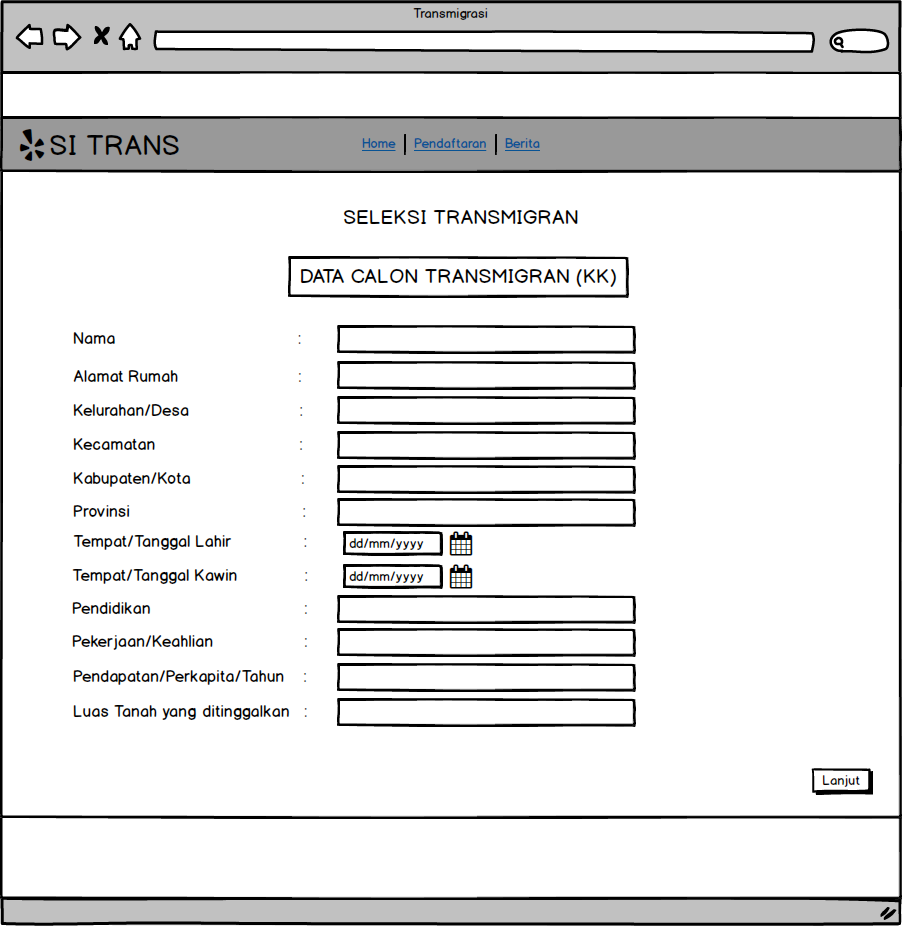 Transmigrasi
SI TRANS
Home | Pendaftaran | Berita
SELEKSI TRANSMIGRAN
DATA CALON TRANSMIGRAN (KK)
Nama :
Alamat Rumah :
Kelurahan/Desa :
Kecamatan :
Kabupaten/Kota :
Provinsi :
Tempat/Tanggal Lahir : dd/mm/yyyy
Tempat/Tanggal Kawin : dd/mm/yyyy
Pendidikan :
Pekerjaan/Keahlian :
Pendapatan/Perkapita/Tahun :
Luas Tanah yang ditinggalkan :
Lanjut